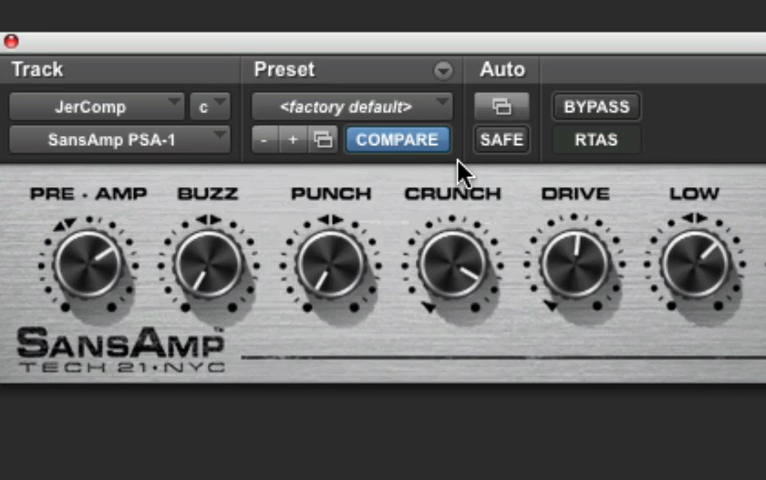 Track Preset Auto
JerComp c <factory default> BYPASS
SansAmp PSA-1 - + COMPARE SAFE RTAS
PRE - AMP BUZZ PUNCH CRUNCH DRIVE LOW
SANSAMP™
TECH 21•NYC